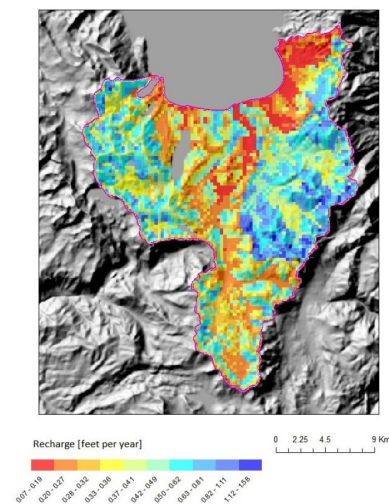 Recharge [feet per year]
0 2.25 4.5 9 Km
0.07 - 0.19
0.20 - 0.27
0.28 - 0.32
0.33 - 0.36
0.37 - 0.41
0.42 - 0.49
0.50 - 0.62
0.63 - 0.81
0.82 - 1.11
1.12 - 1.58